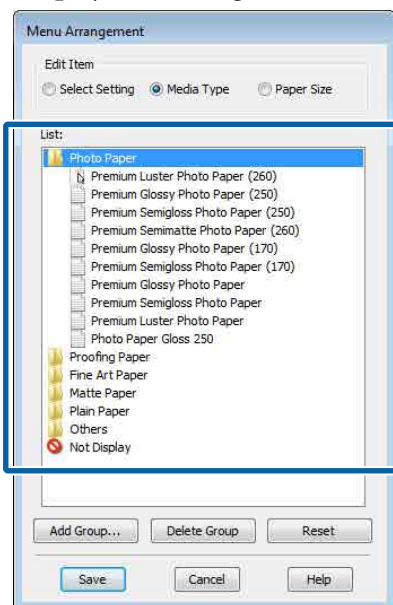 Menu Arrangement
Edit Item
Select Setting Media Type Paper Size
List:
Photo Paper
Premium Luster Photo Paper (260)
Premium Glossy Photo Paper (250)
Premium Semigloss Photo Paper (250)
Premium Semimatte Photo Paper (260)
Premium Glossy Photo Paper (170)
Premium Semigloss Photo Paper (170)
Premium Glossy Photo Paper
Premium Semigloss Photo Paper
Premium Luster Photo Paper
Photo Paper Gloss 250
Proofing Paper
Fine Art Paper
Matte Paper
Plain Paper
Others
Not Display
Add Group... Delete Group Reset
Save Cancel Help